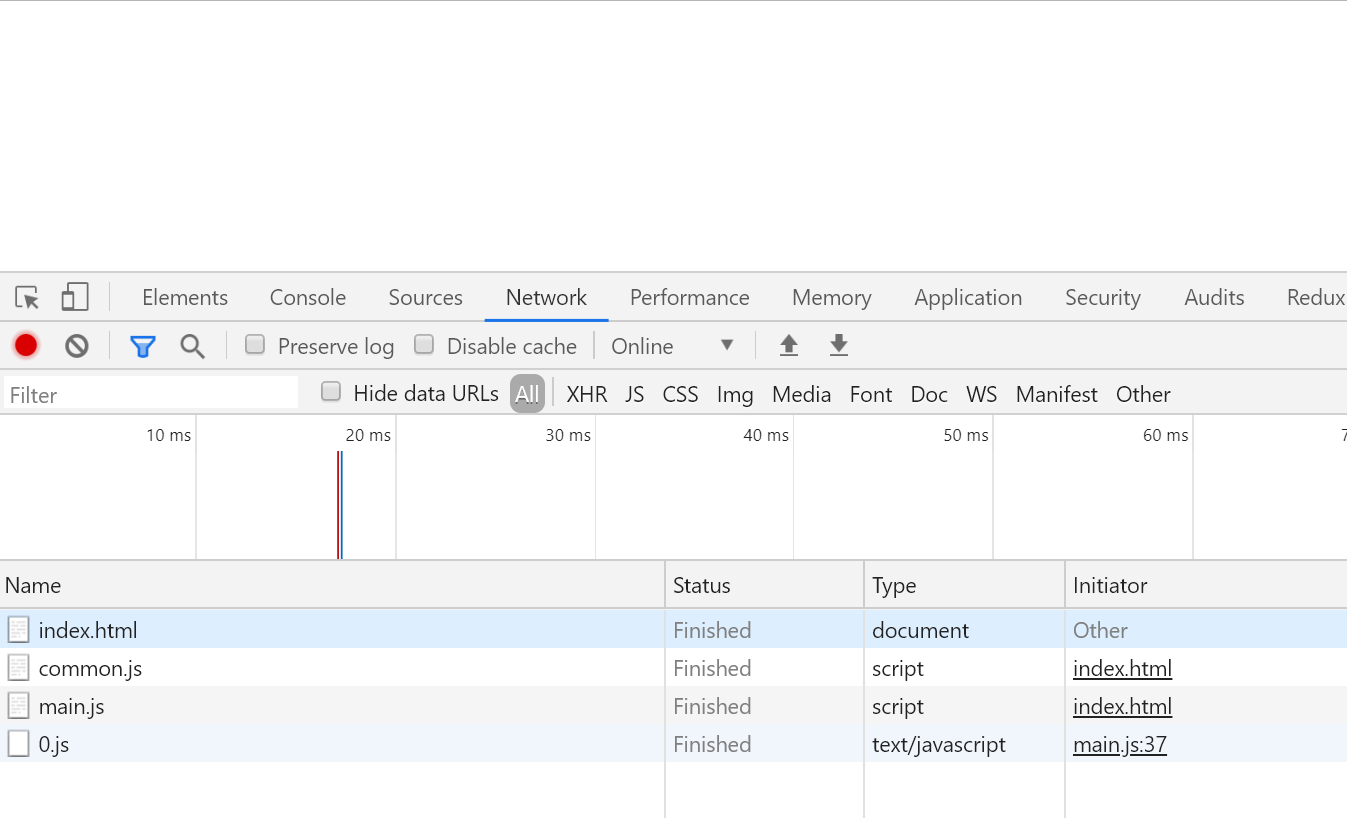 Elements Console Sources Network Performance Memory Application Security Audits Redux
Preserve log Disable cache Online
Filter Hide data URLs All XHR JS CSS Img Media Font Doc WS Manifest Other
10 ms 20 ms 30 ms 40 ms 50 ms 60 ms 7
Name Status Type Initiator
index.html Finished document Other
common.js Finished script index.html
main.js Finished script index.html
0.js Finished text/javascript main.js:37